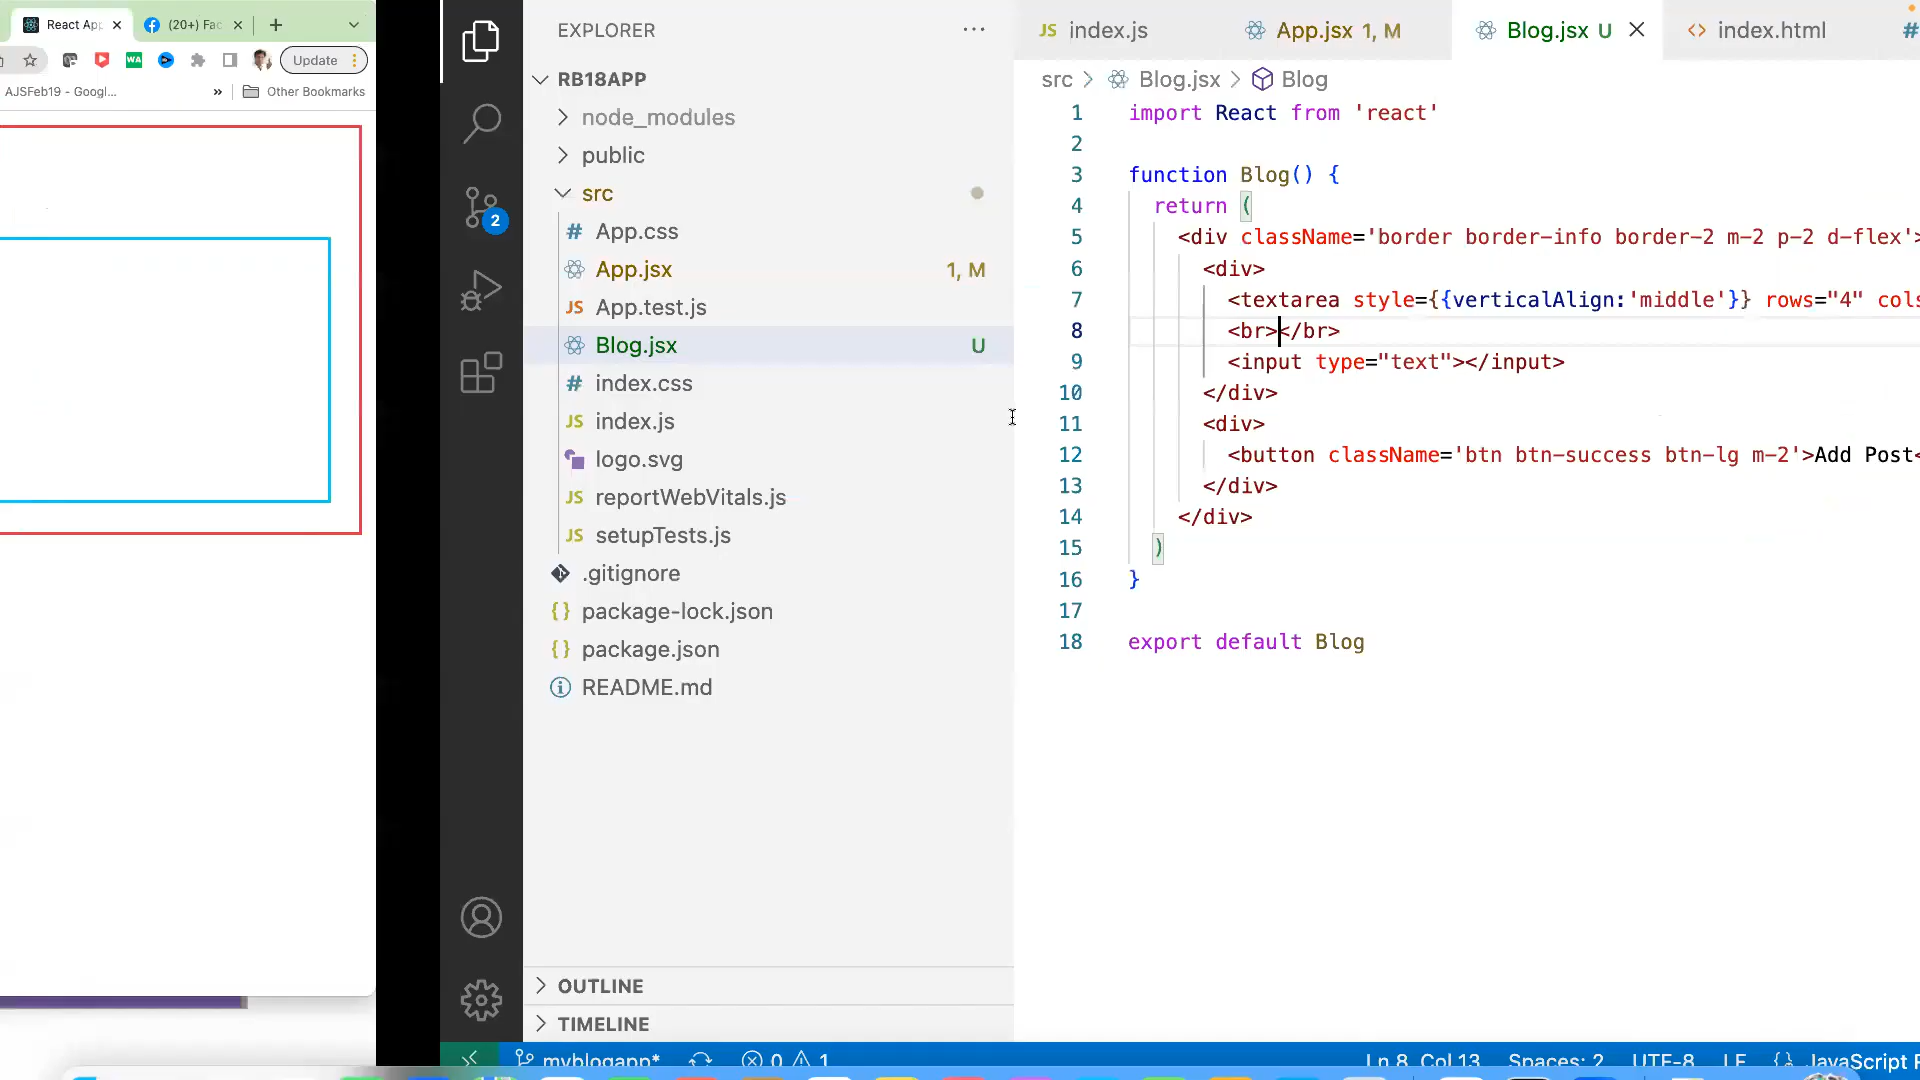 React App
(20+) Fac
WA
Update
AJSFeb19 - Googl...
»
Other Bookmarks
EXPLORER
RB18APP
node_modules
public
src
# App.css
App.jsx 1, M
JS App.test.js
Blog.jsx U
# index.css
JS index.js
logo.svg
JS reportWebVitals.js
JS setupTests.js
.gitignore
{} package-lock.json
{} package.json
README.md
OUTLINE
TIMELINE
2
JS index.js
App.jsx 1, M
Blog.jsx U
<> index.html
#
src > Blog.jsx > Blog
1 import React from 'react'
2
3 function Blog() {
4 return (
5 <div className='border border-info border-2 m-2 p-2 d-flex'>
6 <div>
7 <textarea style={{verticalAlign:'middle'}} rows="4" cols
8 <br></br>
9 <input type="text"></input>
10 </div>
11 <div>
12 <button className='btn btn-success btn-lg m-2'>Add Post<
13 </div>
14 </div>
15 )
16 }
17
18 export default Blog
myblogapp* 0 1 Ln 8, Col 13 Spaces: 2 UTF-8 LF {} JavaScript